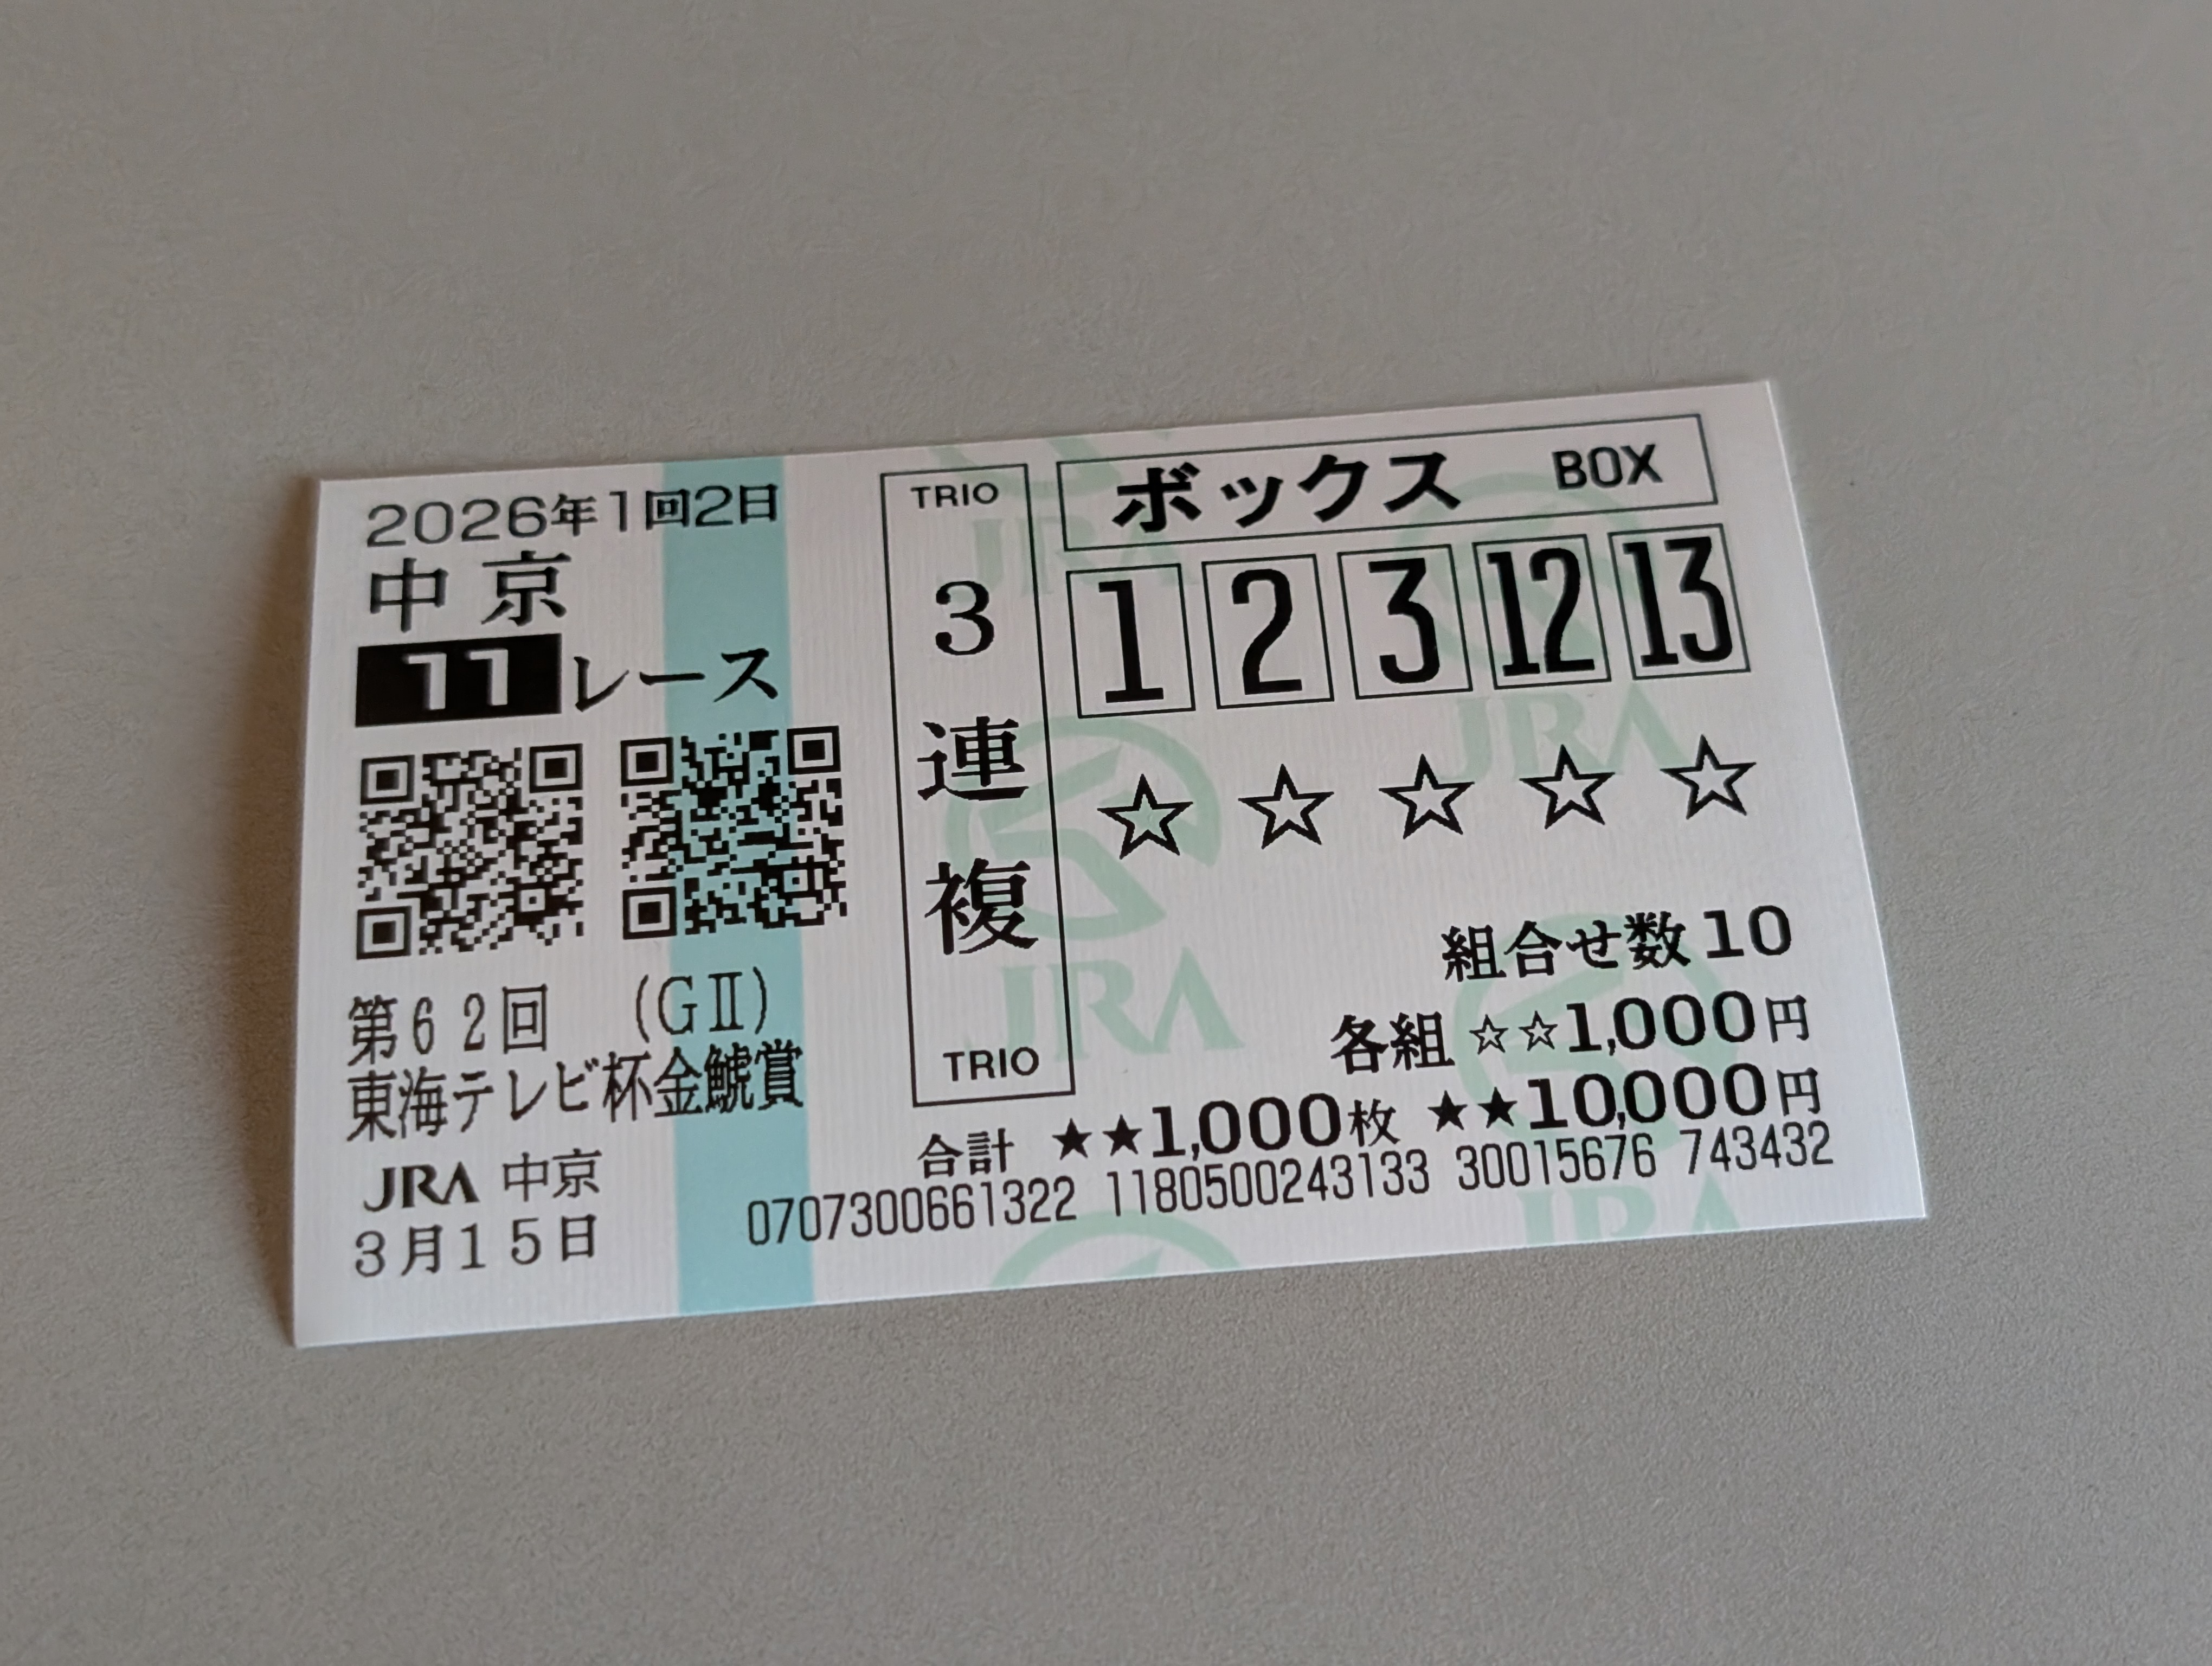 2026年1回2日
中京
11レース
第62回 (GⅡ)
東海テレビ杯金鯱賞
JRA 中京
3月15日
TRIO
3連複
TRIO
ボックス BOX
1 2 3 12 13
☆ ☆ ☆ ☆ ☆
組合せ数10
各組 ☆☆1,000円
合計 ★★1,000枚 ★★10,000円
0707300661322 1180500243133 30015676 743432
JRA
JRA
JRA
JRA